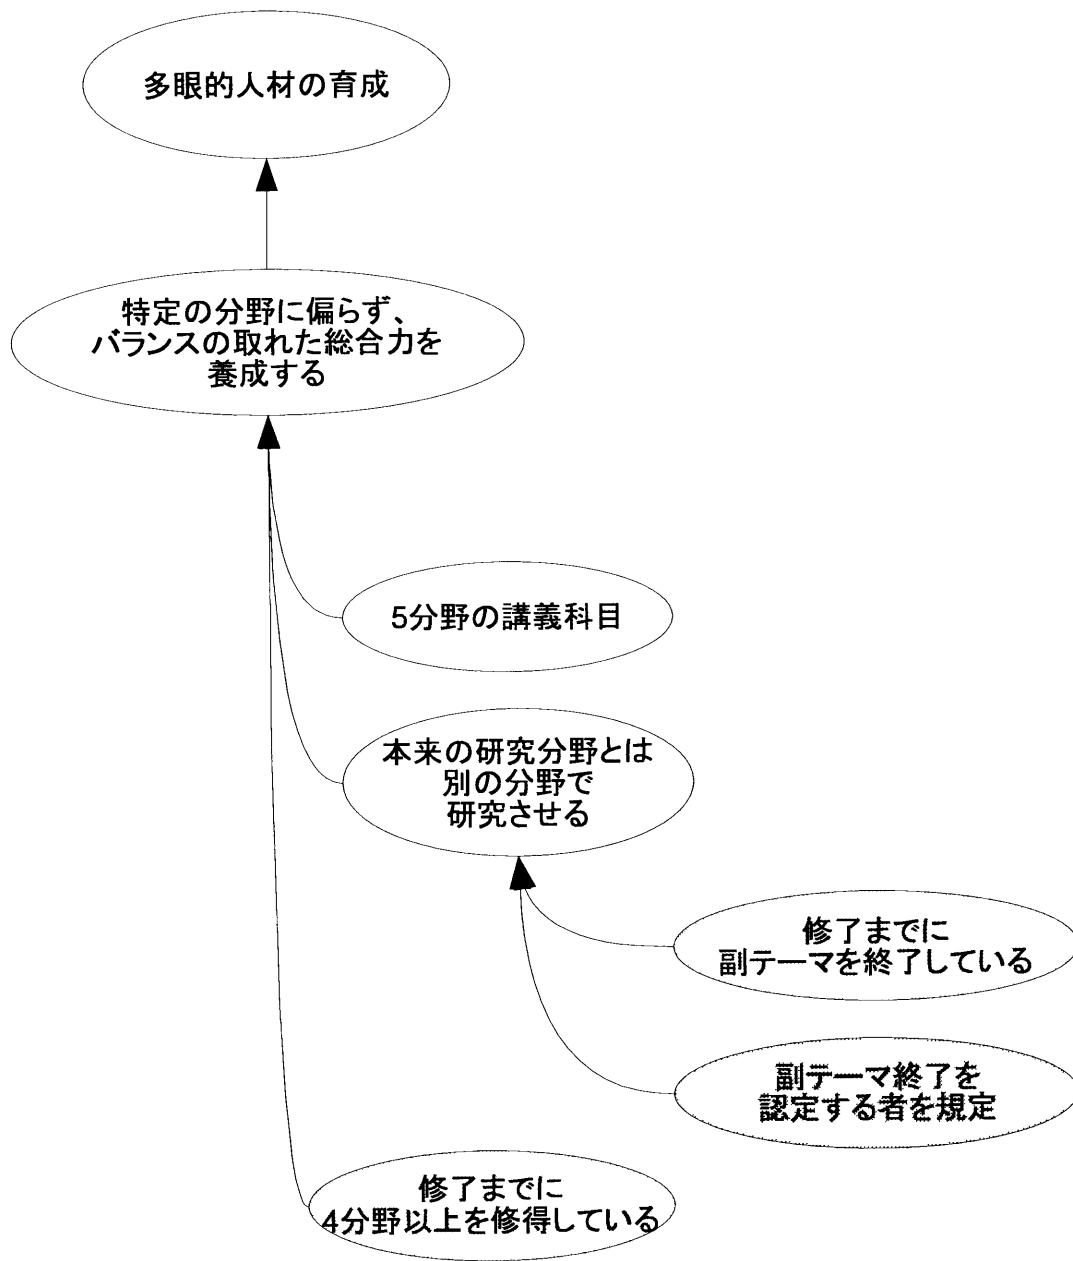 多眼的人材の育成
特定の分野に偏らず、
バランスの取れた総合力を
養成する
5分野の講義科目
本来の研究分野とは
別の分野で
研究させる
修了までに
副テーマを終了している
副テーマ終了を
認定する者を規定
修了までに
4分野以上を修得している